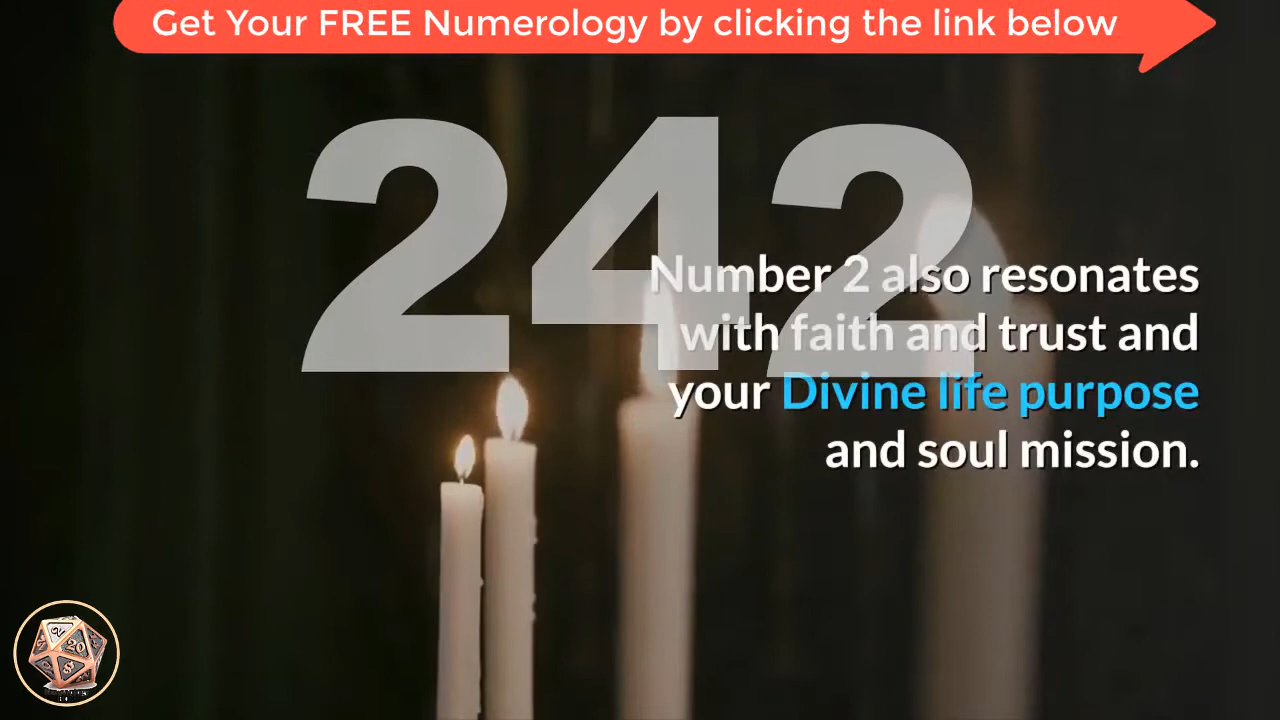 Get Your FREE Numerology by clicking the link below
242
Number 2 also resonates
with faith and trust and
your Divine life purpose
and soul mission.
20